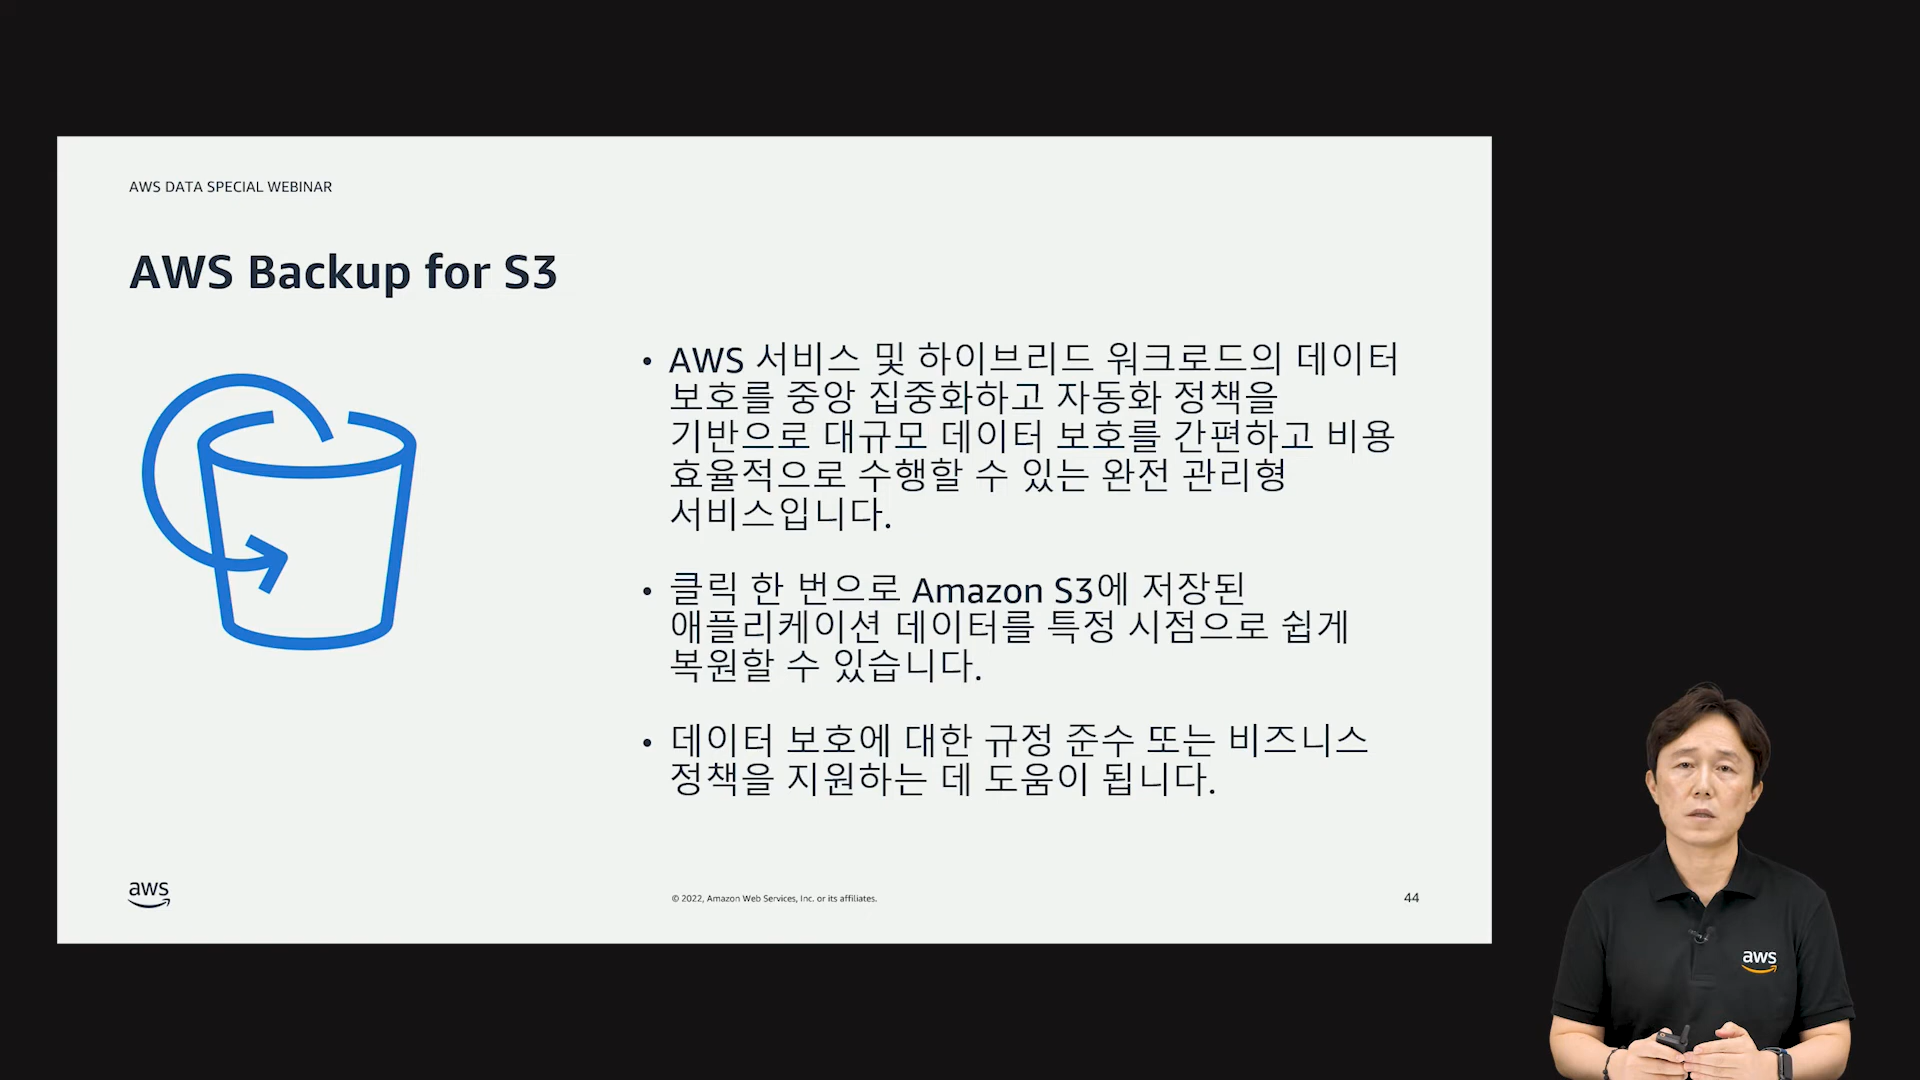 AWS DATA SPECIAL WEBINAR
AWS Backup for S3
• AWS 서비스 및 하이브리드 워크로드의 데이터
보호를 중앙 집중화하고 자동화 정책을
기반으로 대규모 데이터 보호를 간편하고 비용
효율적으로 수행할 수 있는 완전 관리형
서비스입니다.
• 클릭 한 번으로 Amazon S3에 저장된
애플리케이션 데이터를 특정 시점으로 쉽게
복원할 수 있습니다.
• 데이터 보호에 대한 규정 준수 또는 비즈니스
정책을 지원하는 데 도움이 됩니다.
aws
© 2022, Amazon Web Services, Inc. or its affiliates.
44
aws